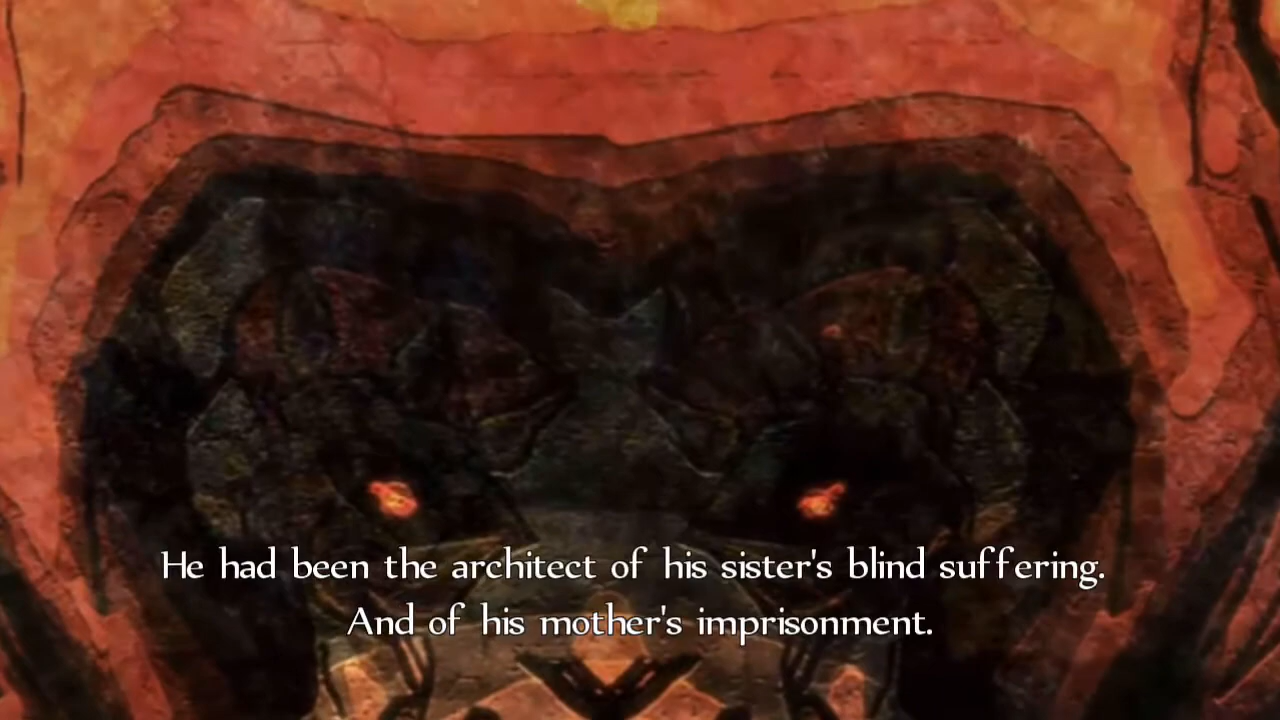 He had been the architect of his sister's blind suffering.
And of his mother's imprisonment.